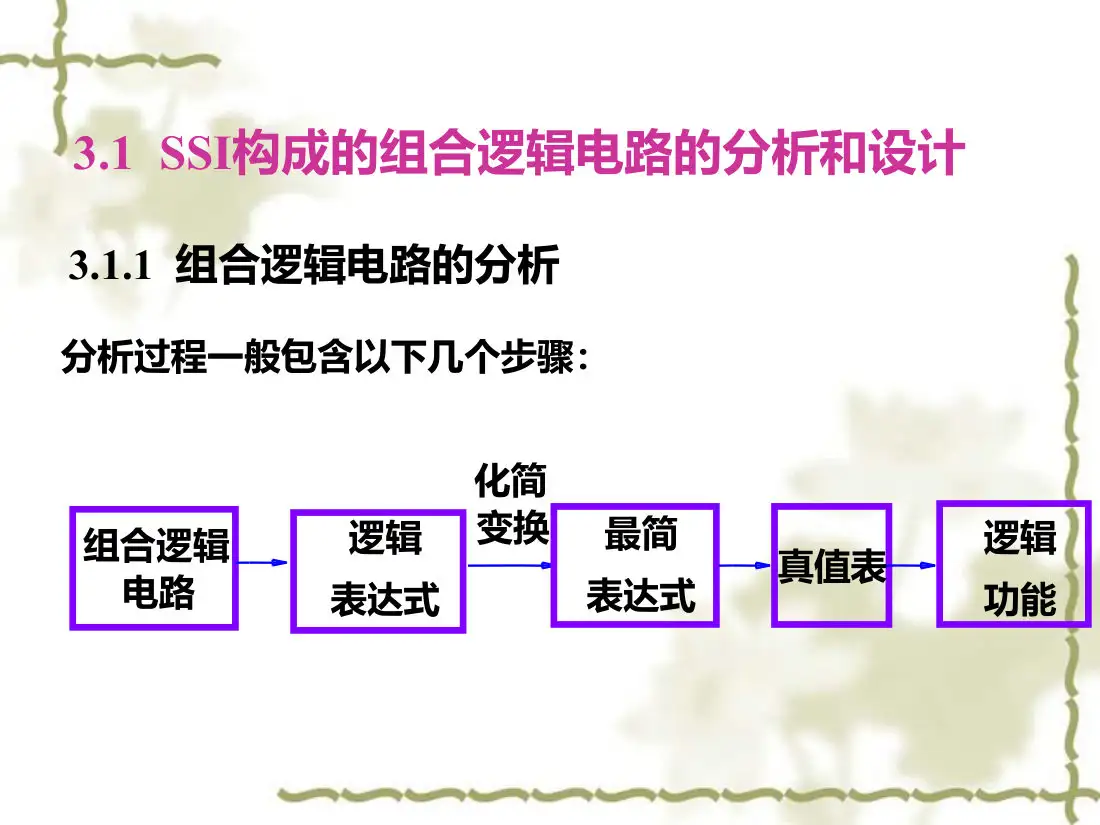 3.1 SSI构成的组合逻辑电路的分析和设计
3.1.1 组合逻辑电路的分析
分析过程一般包含以下几个步骤：
组合逻辑
电路
逻辑
表达式
化简
变换
最简
表达式
真值表
逻辑
功能